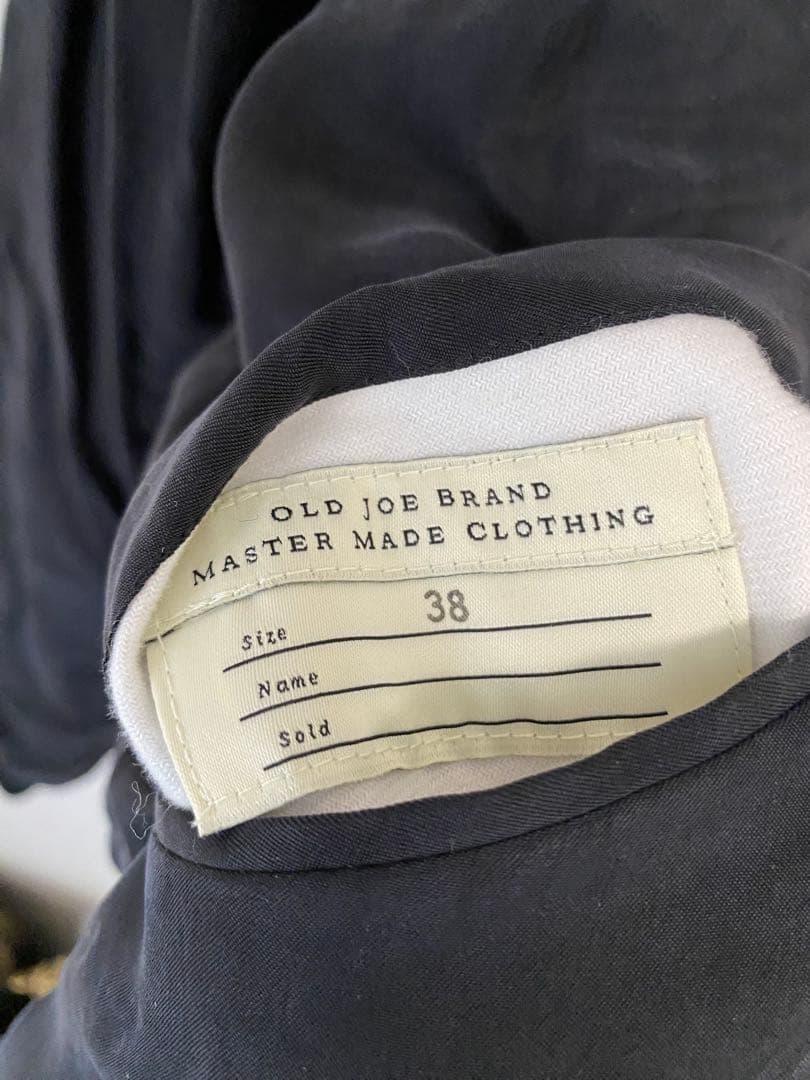 OLD JOE BRAND
MASTER MADE CLOTHING
Size 38
Name
Sold